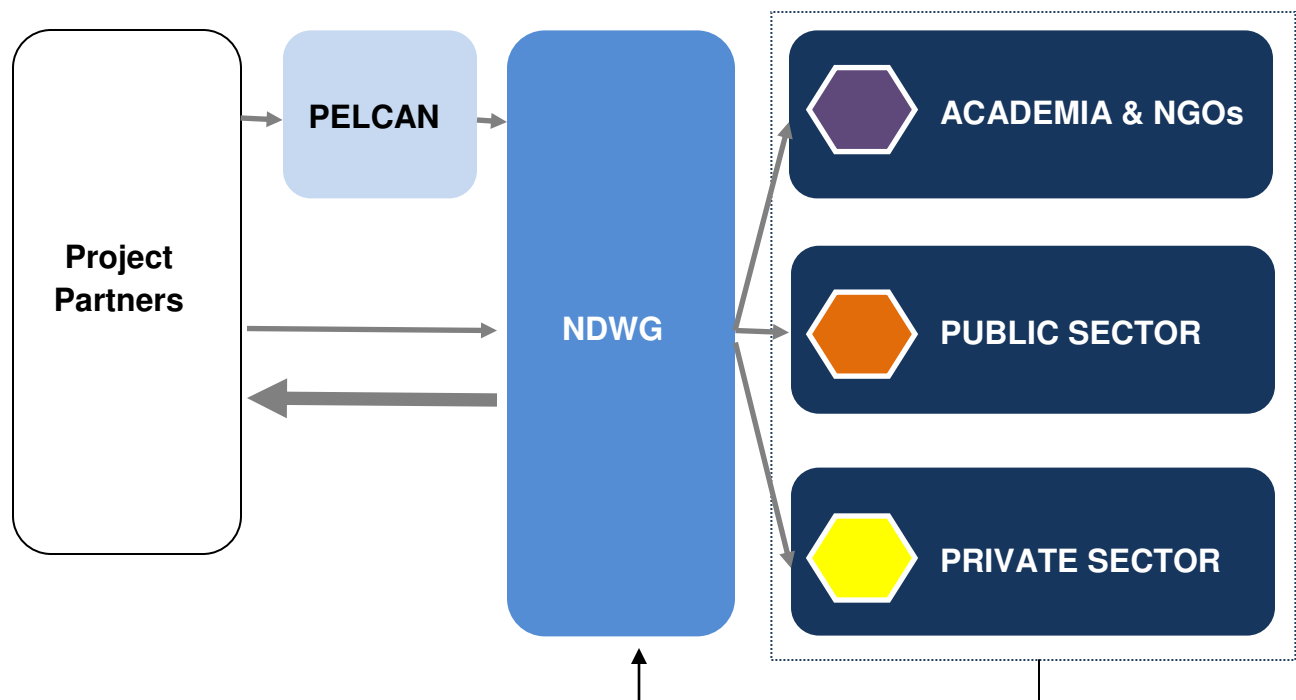 Project
Partners
PELCAN
NDWG
ACADEMIA & NGOs
PUBLIC SECTOR
PRIVATE SECTOR